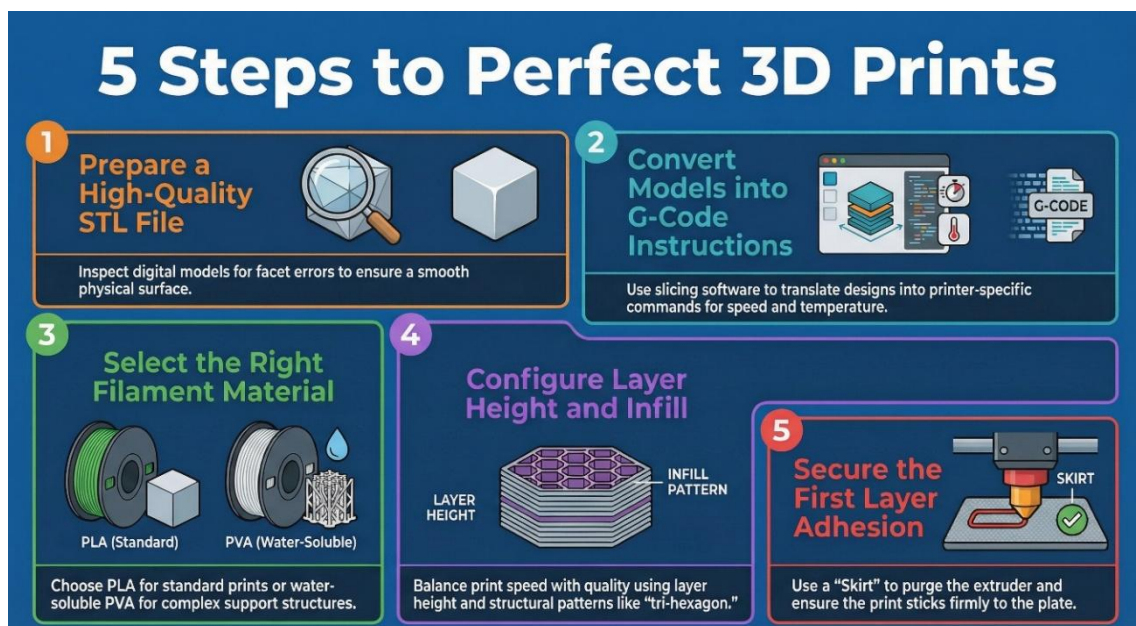 5 Steps to Perfect 3D Prints
1
Prepare a
High-Quality
STL File
Inspect digital models for facet errors to ensure a smooth
physical surface.
2
Convert
Models into
G-Code
Instructions
G-CODE
Use slicing software to translate designs into printer-specific
commands for speed and temperature.
3
Select the Right
Filament Material
PLA (Standard)
PVA (Water-Soluble)
Choose PLA for standard prints or water-
soluble PVA for complex support structures.
4
Configure Layer
Height and Infill
LAYER
HEIGHT
INFILL
PATTERN
Balance print speed with quality using layer
height and structural patterns like “tri-hexagon.”
5
Secure the
First Layer
Adhesion
SKIRT
Use a “Skirt” to purge the extruder and
ensure the print sticks firmly to the plate.